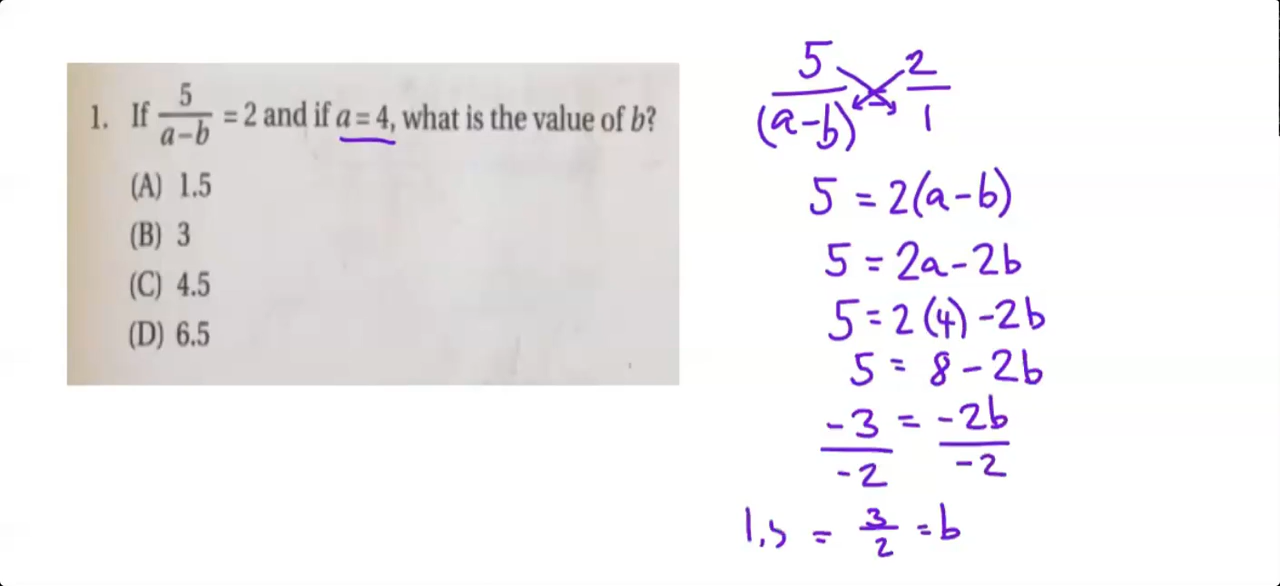 1. If 5/(a-b) = 2 and if a = 4, what is the value of b?
(A) 1.5
(B) 3
(C) 4.5
(D) 6.5
5/(a-b) = 2/1
5 = 2(a-b)
5 = 2a-2b
5 = 2(4)-2b
5 = 8-2b
-3/-2 = -2b/-2
1,5 = 3/2 = b